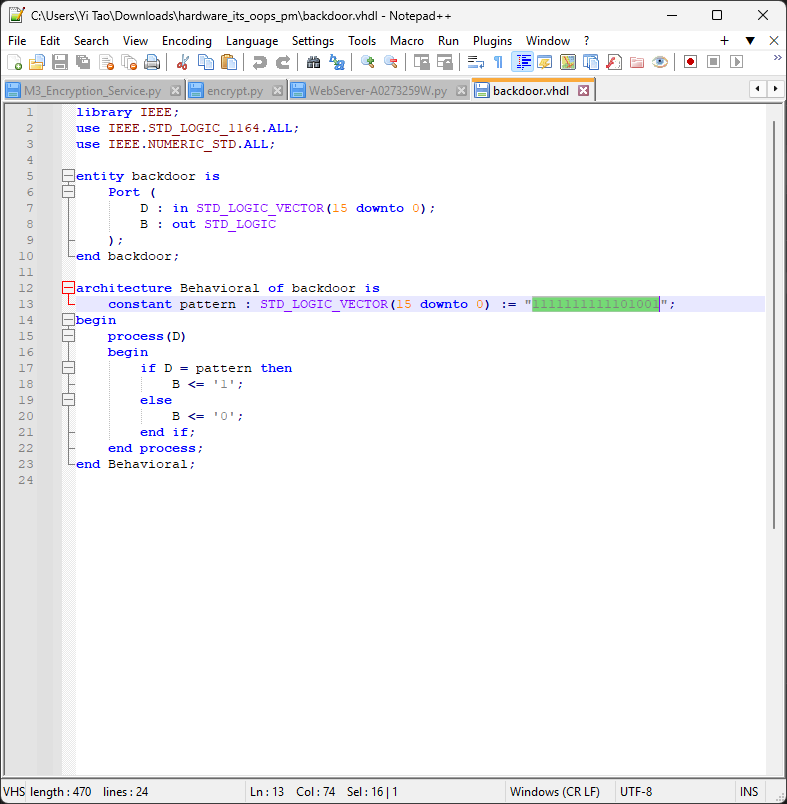 C:\Users\Yi Tao\Downloads\hardware_its_oops_pm\backdoor.vhdl - Notepad++
File Edit Search View Encoding Language Settings Tools Macro Run Plugins Window ?
M3_Encryption_Service.py encrypt.py WebServer-A0273259W.py backdoor.vhdl
1 library IEEE;
2 use IEEE.STD_LOGIC_1164.ALL;
3 use IEEE.NUMERIC_STD.ALL;
4
5 entity backdoor is
6 Port (
7 D : in STD_LOGIC_VECTOR(15 downto 0);
8 B : out STD_LOGIC
9 );
10 end backdoor;
11
12 architecture Behavioral of backdoor is
13 constant pattern : STD_LOGIC_VECTOR(15 downto 0) := "1111111111101001";
14 begin
15 process(D)
16 begin
17 if D = pattern then
18 B <= '1';
19 else
20 B <= '0';
21 end if;
22 end process;
23 end Behavioral;
24
VHS length : 470 lines : 24 Ln : 13 Col : 74 Sel : 16 | 1 Windows (CR LF) UTF-8 INS